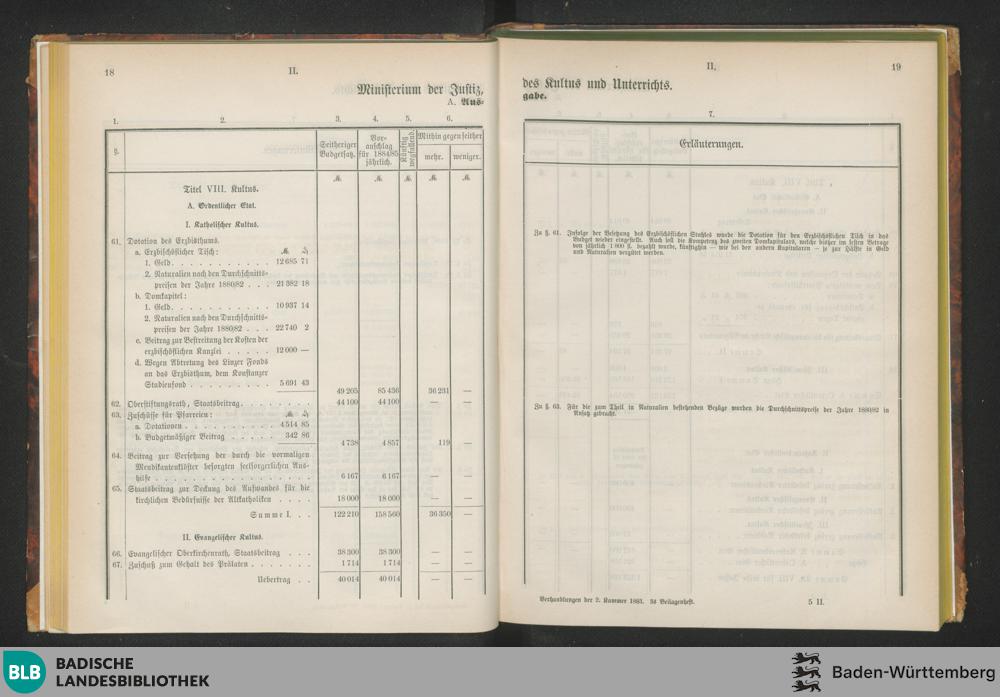 18
II.
Ministerium der Justiz,
A. Aus-
1. 2. 3. 4. 5. 6.
§. Seitheriger Budgetsatz. Voranschlag für 1884/85 jährlich. Künftig wegfallend. Mithin gegen seither
mehr. weniger.
ℳ ℳ ℳ ℳ ℳ
Titel VIII. Kultus.
A. Ordentlicher Etat.
I. Katholischer Kultus.
61. Dotation des Erzbisthums.
a. Erzbischöflicher Tisch: ℳ ₰
1. Geld . . . . . . . . . . . 12 685 71
2. Naturalien nach den Durchschnitts-
preisen der Jahre 1880/82 . . . 21 382 18
b. Domkapitel:
1. Geld . . . . . . . . . . . 10 937 14
2. Naturalien nach den Durchschnitts-
preisen der Jahre 1880/82 . . . 22 740 2
c. Beitrag zur Bestreitung der Kosten der
erzbischöflichen Kanzlei . . . . . 12 000 —
d. Wegen Abtretung des Linzer Fonds
an das Erzbisthum, dem Konstanzer
Studienfond . . . . . . . . . 5 691 43
49 205 85 436 36 231 —
62. Oberstiftungsrath, Staatsbeitrag . . . . . . . . 44 100 44 100 — —
63. Zuschüsse für Pfarreien: ℳ ₰
a. Dotationen . . . . . . . . . . 4 514 85
b. Budgetmäßiger Beitrag . . . . . 342 86
4 738 4 857 119 —
64. Beitrag zur Versehung der durch die vormaligen
Mendikantenklöster besorgten seelsorgerlichen Aus-
hilfe . . . . . . . . . . . . . . . . . . 6 167 6 167 — —
65. Staatsbeitrag zur Deckung des Aufwandes für die
kirchlichen Bedürfnisse der Altkatholiken . . . . 18 000 18 000 — —
Summe I. . . 122 210 158 560 36 350 —
II. Evangelischer Kultus.
66. Evangelischer Oberkirchenrath, Staatsbeitrag . . . 38 300 38 300 — —
67. Zuschuß zum Gehalt des Prälaten . . . . . . . 1 714 1 714 — —
Uebertrag . . 40 014 40 014 — —
II.
19
des Kultus und Unterrichts.
gabe.
7.
Erläuterungen.
Zu §. 61. Infolge der Besetzung des Erzbischöflichen Stuhles wurde die Dotation für den Erzbischöflichen Tisch in das
Budget wieder eingestellt. Auch soll die Kompetenz des zweiten Domkapitulars, welche bisher im festen Betrage
von jährlich 1 800 fl. bezahlt wurde, künftighin — wie bei den andern Kapitularen — je zur Hälfte in Geld
und Naturalien vergütet werden.
Zu §. 63. Für die zum Theil in Naturalien bestehenden Bezüge wurden die Durchschnittspreise der Jahre 1880/82 in
Ansatz gebracht.
Verhandlungen der 2. Kammer 1883. 3s Beilagenheft.
5 II.
BLB
BADISCHE
LANDESBIBLIOTHEK
Baden-Württemberg